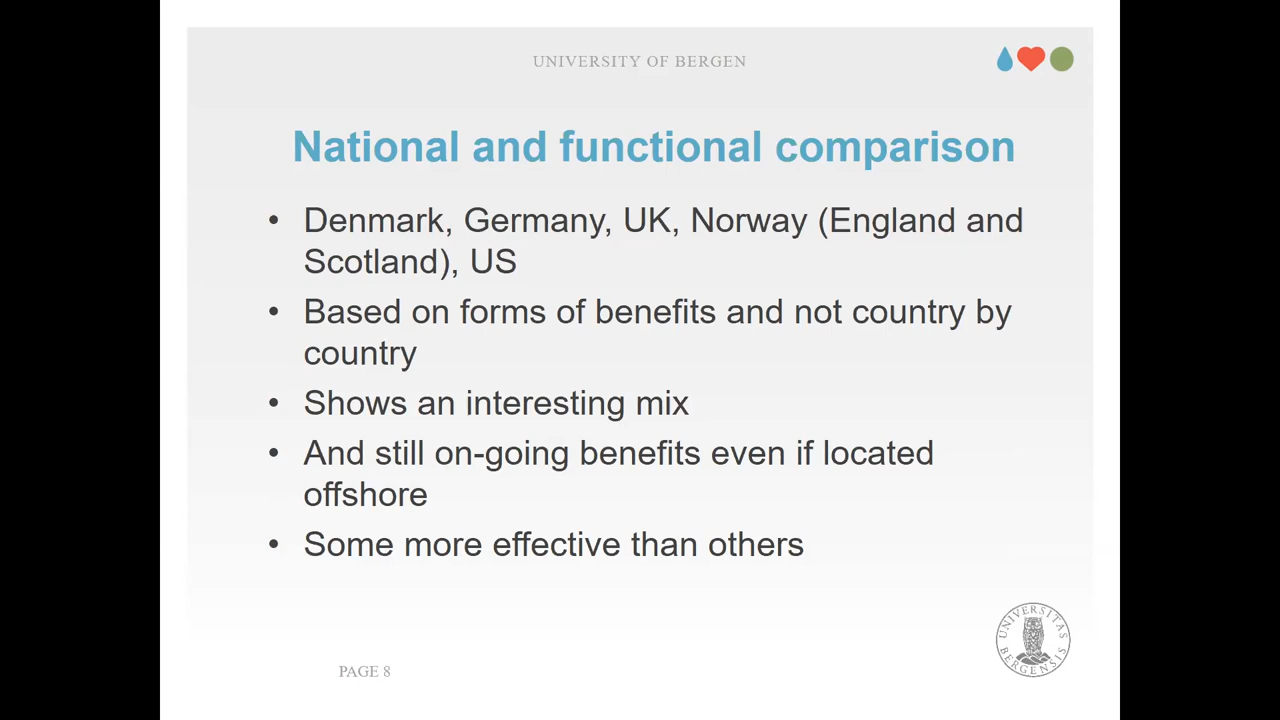 UNIVERSITY OF BERGEN
National and functional comparison
• Denmark, Germany, UK, Norway (England and
Scotland), US
• Based on forms of benefits and not country by
country
• Shows an interesting mix
• And still on-going benefits even if located
offshore
• Some more effective than others
UNIVERSITAS
BERGENSIS
PAGE 8